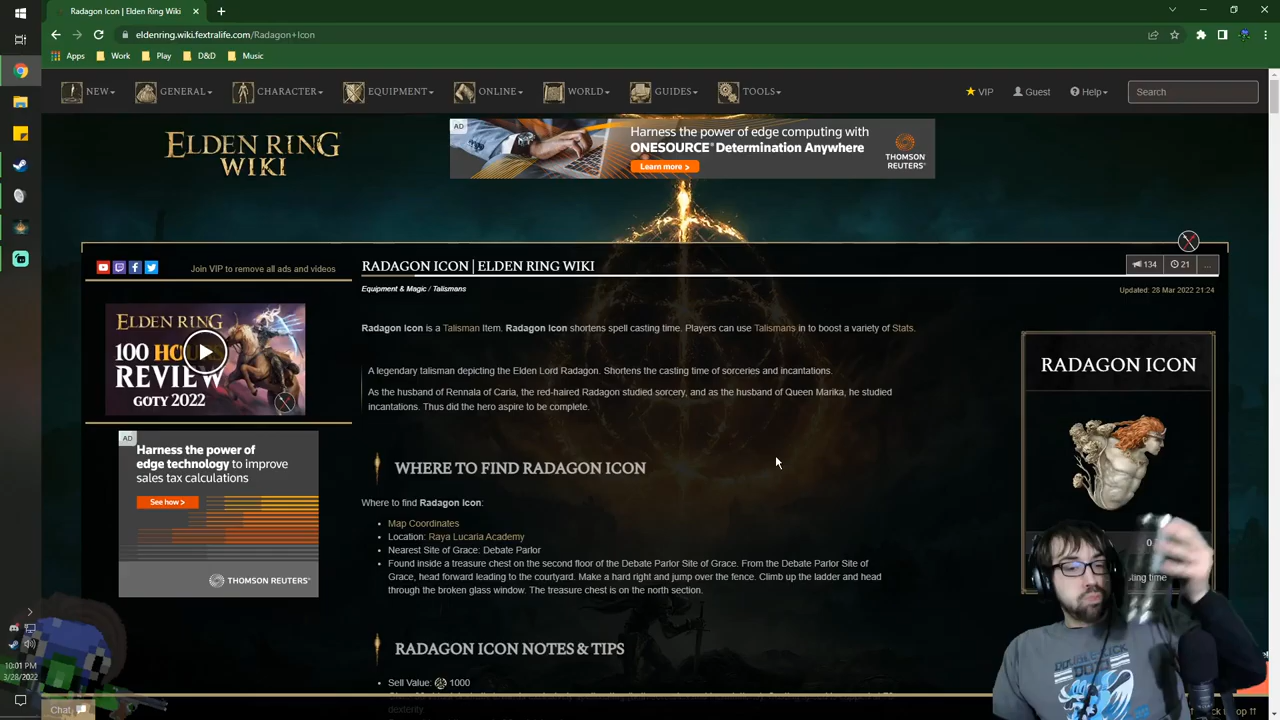 Radagon Icon | Elden Ring Wiki
eldenring.wiki.fextralife.com/Radagon+Icon
Apps Work Play D&D Music
NEW GENERAL CHARACTER EQUIPMENT ONLINE WORLD GUIDES TOOLS VIP Guest Help Search
ELDEN RING
WIKI
AD
Harness the power of edge computing with
ONESOURCE® Determination Anywhere
Learn more >
THOMSON
REUTERS®
Join VIP to remove all ads and videos
ELDEN RING
100 HO
REVIEW
GOTY 2022
AD
Harness the power of
edge technology to improve
sales tax calculations
See how >
THOMSON REUTERS®
RADAGON ICON | ELDEN RING WIKI
134 21 ...
Equipment & Magic / Talismans
Updated: 28 Mar 2022 21:24
Radagon Icon is a Talisman Item. Radagon Icon shortens spell casting time. Players can use Talismans in to boost a variety of Stats.
A legendary talisman depicting the Elden Lord Radagon. Shortens the casting time of sorceries and incantations.
As the husband of Rennala of Caria, the red-haired Radagon studied sorcery, and as the husband of Queen Marika, he studied
incantations. Thus did the hero aspire to be complete.
WHERE TO FIND RADAGON ICON
Where to find Radagon Icon:
Map Coordinates
Location: Raya Lucaria Academy
Nearest Site of Grace: Debate Parlor
Found inside a treasure chest on the second floor of the Debate Parlor Site of Grace. From the Debate Parlor Site of
Grace, head forward leading to the courtyard. Make a hard right and jump over the fence. Climb up the ladder and head
through the broken glass window. The treasure chest is on the north section.
RADAGON ICON NOTES & TIPS
Sell Value: 1000
dexterity.
RADAGON ICON
0
time
10:01 PM
3/28/2022
Chat